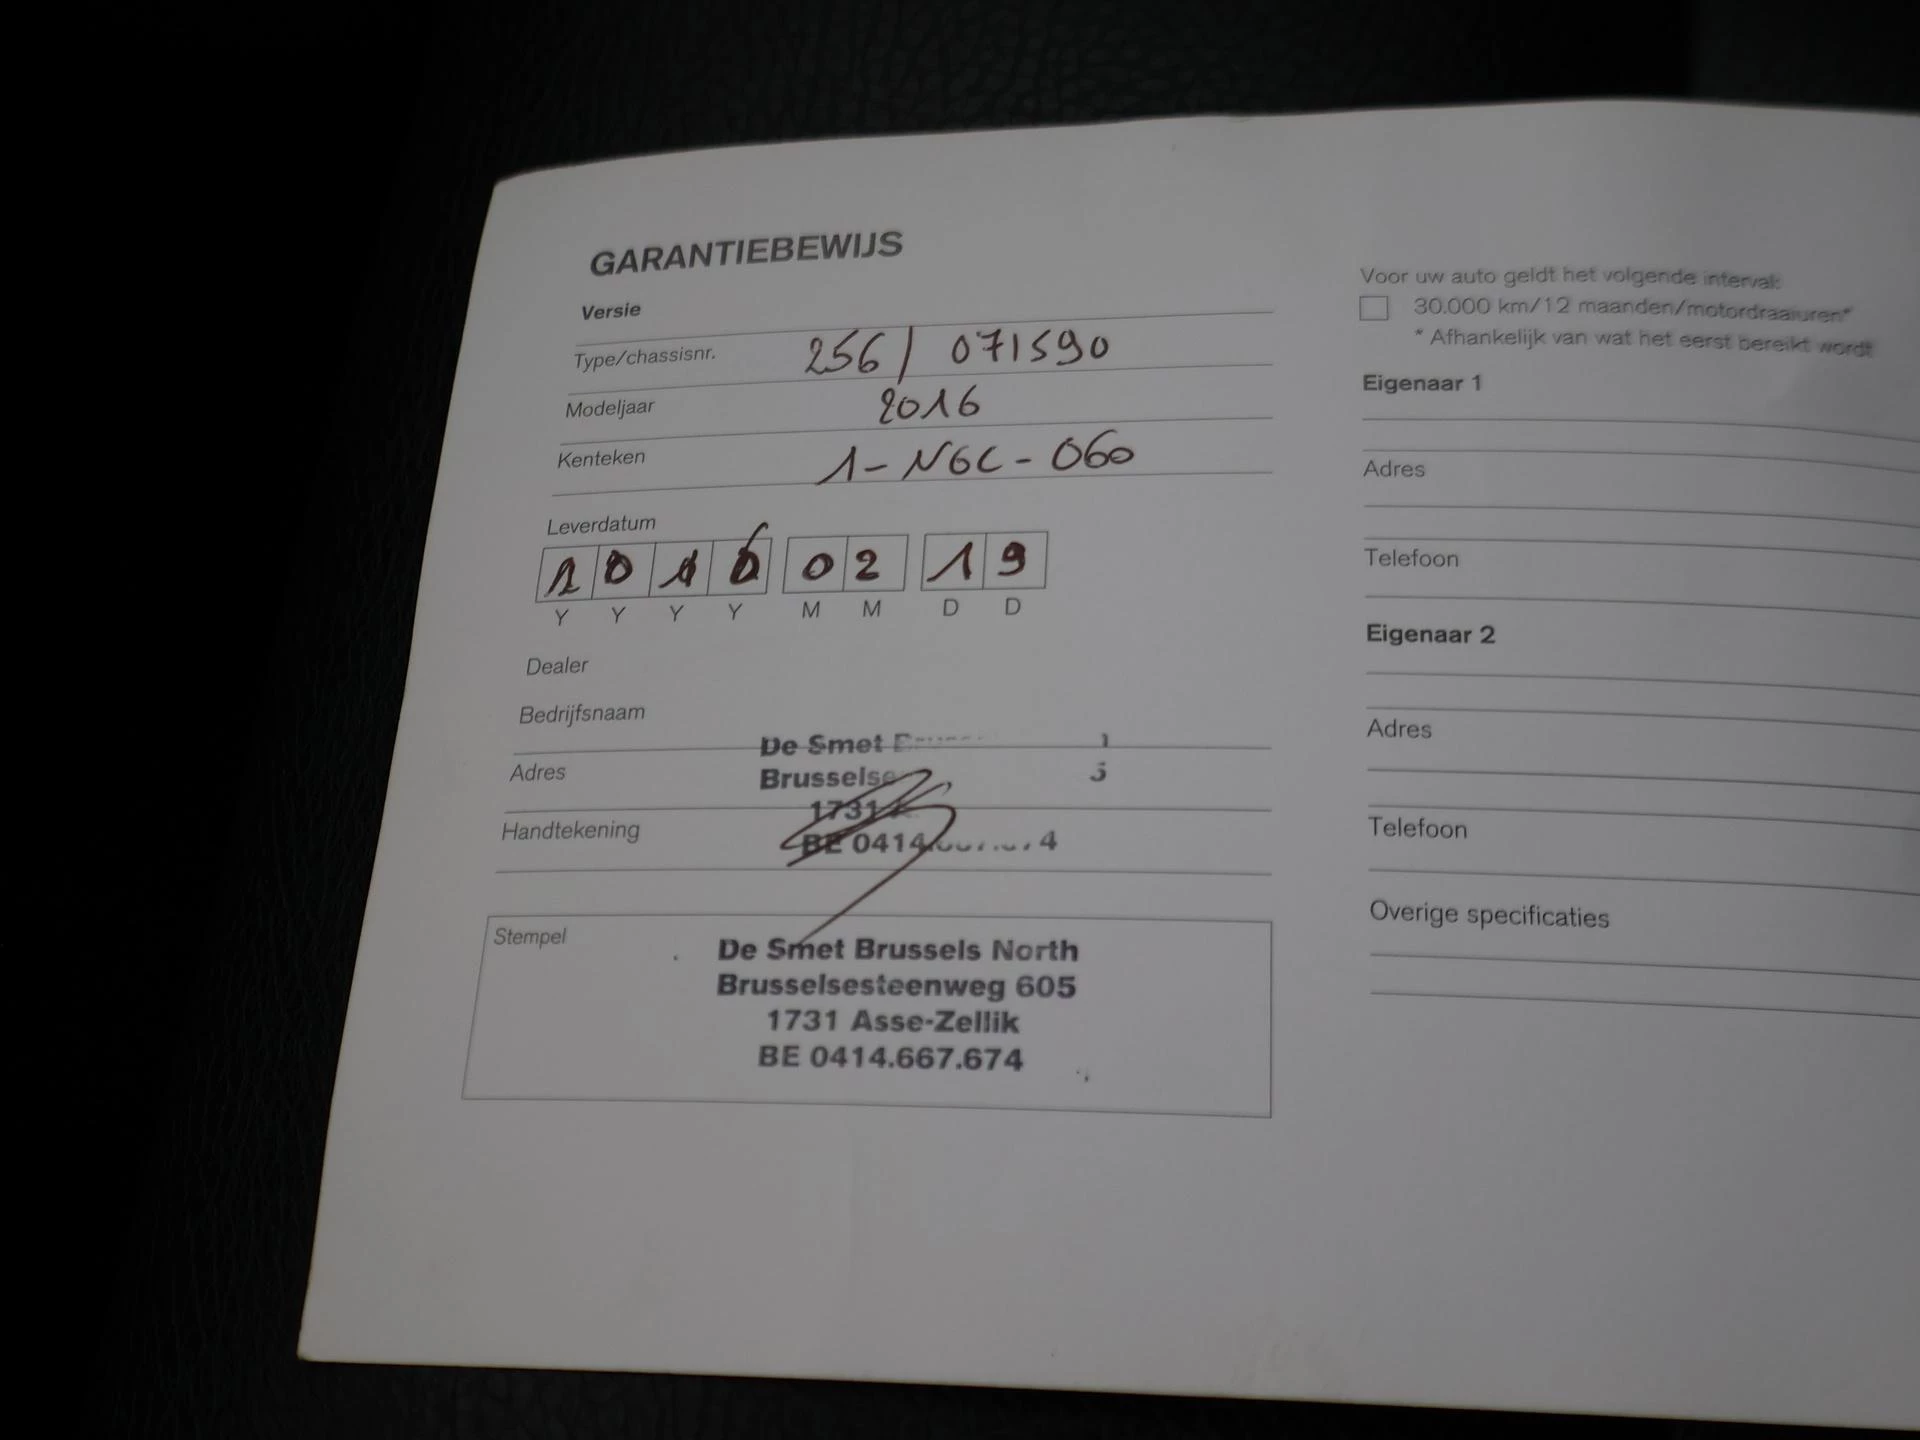 GARANTIEBEWIJS
Versie
Type/chassisnr. 256/ 071590
Modeljaar 2016
Kenteken 1-NGC-060
Leverdatum
2016 02 19
Y Y Y Y M M D D
Dealer
Bedrijfsnaam
De Smet
Adres
1731
Handtekening
BE 0414
Stempel
De Smet Brussels North
Brusselsesteenweg 605
1731 Asse-Zellik
BE 0414.667.674
Voor uw auto geldt het volgende interval:
30.000 km/12 maanden/motordraaiuren*
* Afhankelijk van wat het eerst bereikt wordt
Eigenaar 1
Adres
Telefoon
Eigenaar 2
Adres
Telefoon
Overige specificaties